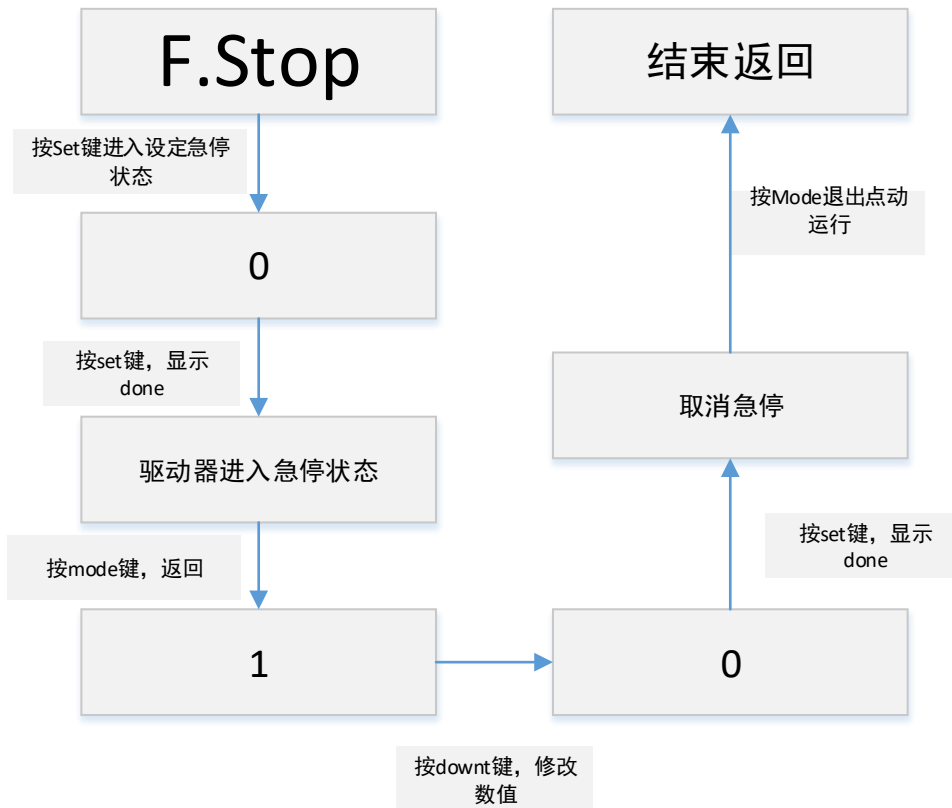 F.Stop
按Set键进入设定急停
状态
0
按set键，显示
done
驱动器进入急停状态
按mode键，返回
1
按downt键，修改
数值
0
按set键，显示
done
取消急停
按Mode退出点动
运行
结束返回